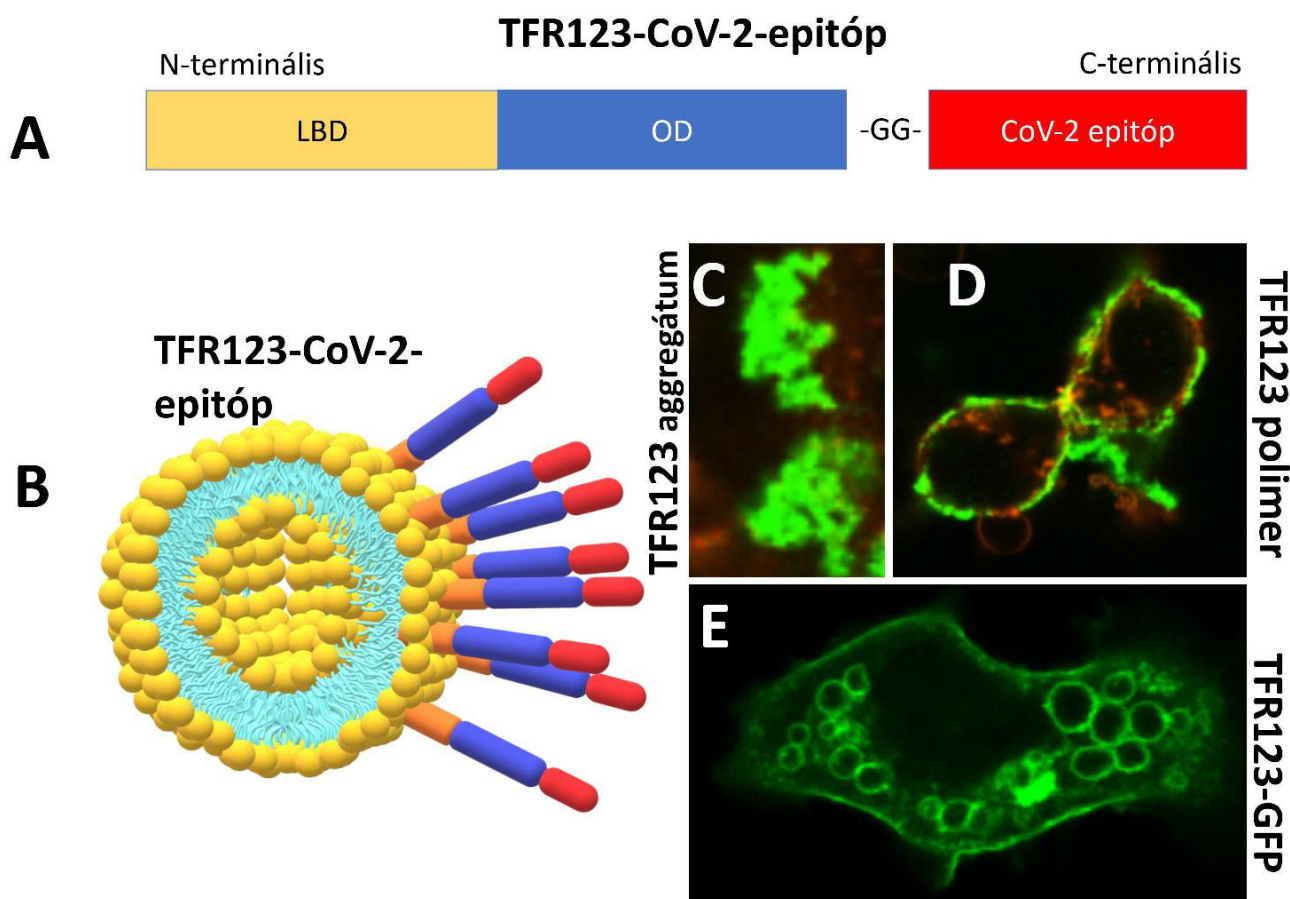 TFR123-CoV-2-epitóp
N-terminális
C-terminális
A
LBD
OD
-GG-
CoV-2 epitóp
B
TFR123-CoV-2-
epitóp
TFR123 aggregátum
C
D
TFR123 polimer
E
TFR123-GFP